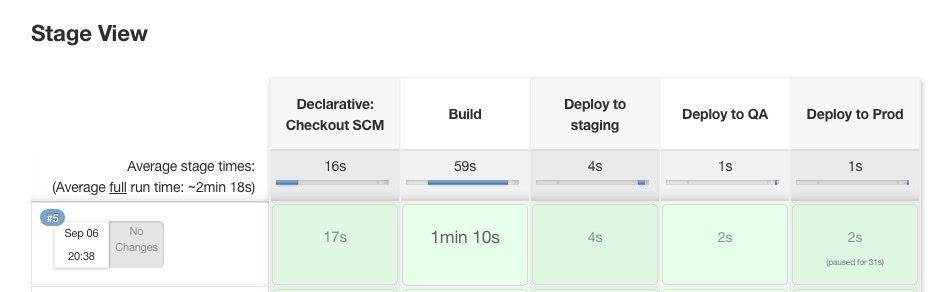 Stage View
Declarative:
Checkout SCM
Build
Deploy to
staging
Deploy to QA
Deploy to Prod
Average stage times:
(Average full run time: ~2min 18s)
16s
59s
4s
1s
1s
#5
Sep 06
20:38
No
Changes
17s
1min 10s
4s
2s
2s
(paused for 31s)